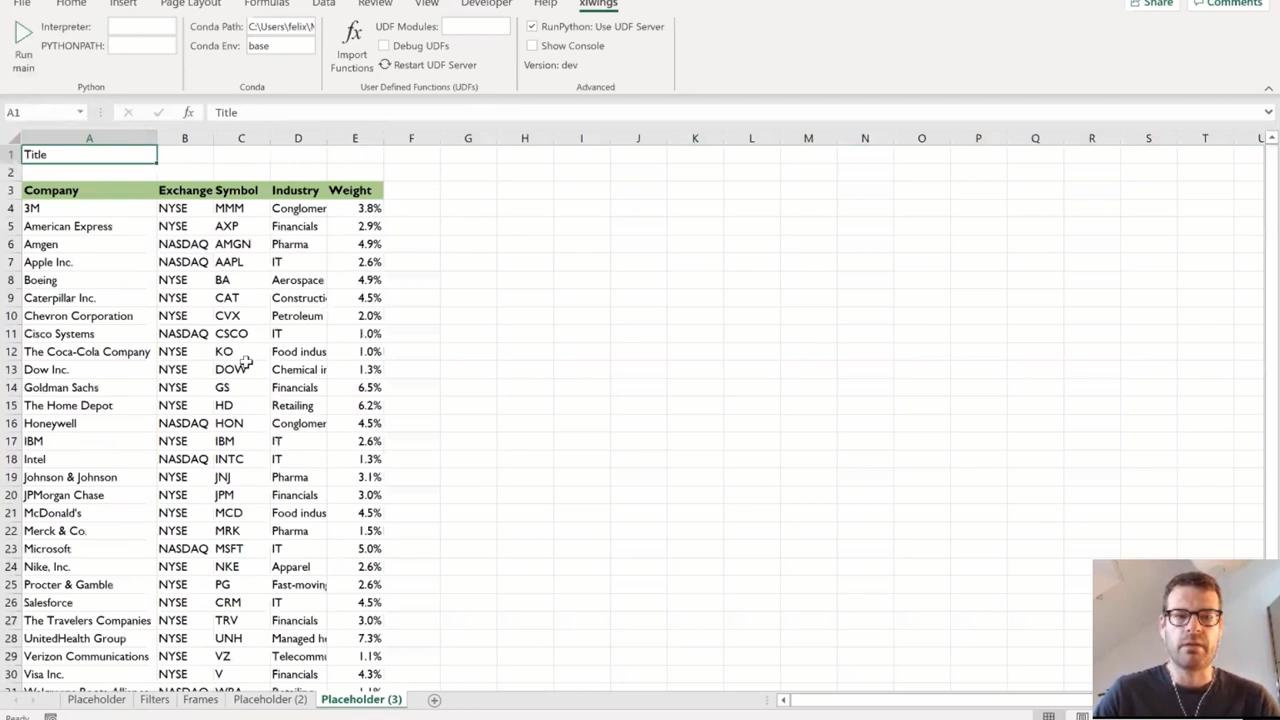 File Home Insert Page Layout Formulas Data Review View Developer Help xlwings Share Comments
Interpreter: Conda Path: C:\Users\felix\M UDF Modules: RunPython: Use UDF Server
PYTHONPATH: Conda Env: base Debug UDFs Show Console
Run main Import Functions Restart UDF Server Version: dev
Python Conda User Defined Functions (UDFs) Advanced
A1 fx Title
A B C D E F G H I J K L M N O P Q R S T U
1 Title
2
3 Company Exchange Symbol Industry Weight
4 3M NYSE MMM Conglomer 3.8%
5 American Express NYSE AXP Financials 2.9%
6 Amgen NASDAQ AMGN Pharma 4.9%
7 Apple Inc. NASDAQ AAPL IT 2.6%
8 Boeing NYSE BA Aerospace 4.9%
9 Caterpillar Inc. NYSE CAT Constructi 4.5%
10 Chevron Corporation NYSE CVX Petroleum 2.0%
11 Cisco Systems NASDAQ CSCO IT 1.0%
12 The Coca-Cola Company NYSE KO Food indus 1.0%
13 Dow Inc. NYSE DOW Chemical in 1.3%
14 Goldman Sachs NYSE GS Financials 6.5%
15 The Home Depot NYSE HD Retailing 6.2%
16 Honeywell NASDAQ HON Conglomer 4.5%
17 IBM NYSE IBM IT 2.6%
18 Intel NASDAQ INTC IT 1.3%
19 Johnson & Johnson NYSE JNJ Pharma 3.1%
20 JPMorgan Chase NYSE JPM Financials 3.0%
21 McDonald's NYSE MCD Food indus 4.5%
22 Merck & Co. NYSE MRK Pharma 1.5%
23 Microsoft NASDAQ MSFT IT 5.0%
24 Nike, Inc. NYSE NKE Apparel 2.6%
25 Procter & Gamble NYSE PG Fast-moving 2.6%
26 Salesforce NYSE CRM IT 4.5%
27 The Travelers Companies NYSE TRV Financials 3.0%
28 UnitedHealth Group NYSE UNH Managed he 7.3%
29 Verizon Communications NYSE VZ Telecommu 1.1%
30 Visa Inc. NYSE V Financials 4.3%
31 Walgreens Boots Alliance NASDAQ WBA Retailing 1.1%
Placeholder Filters Frames Placeholder (2) Placeholder (3)
Ready